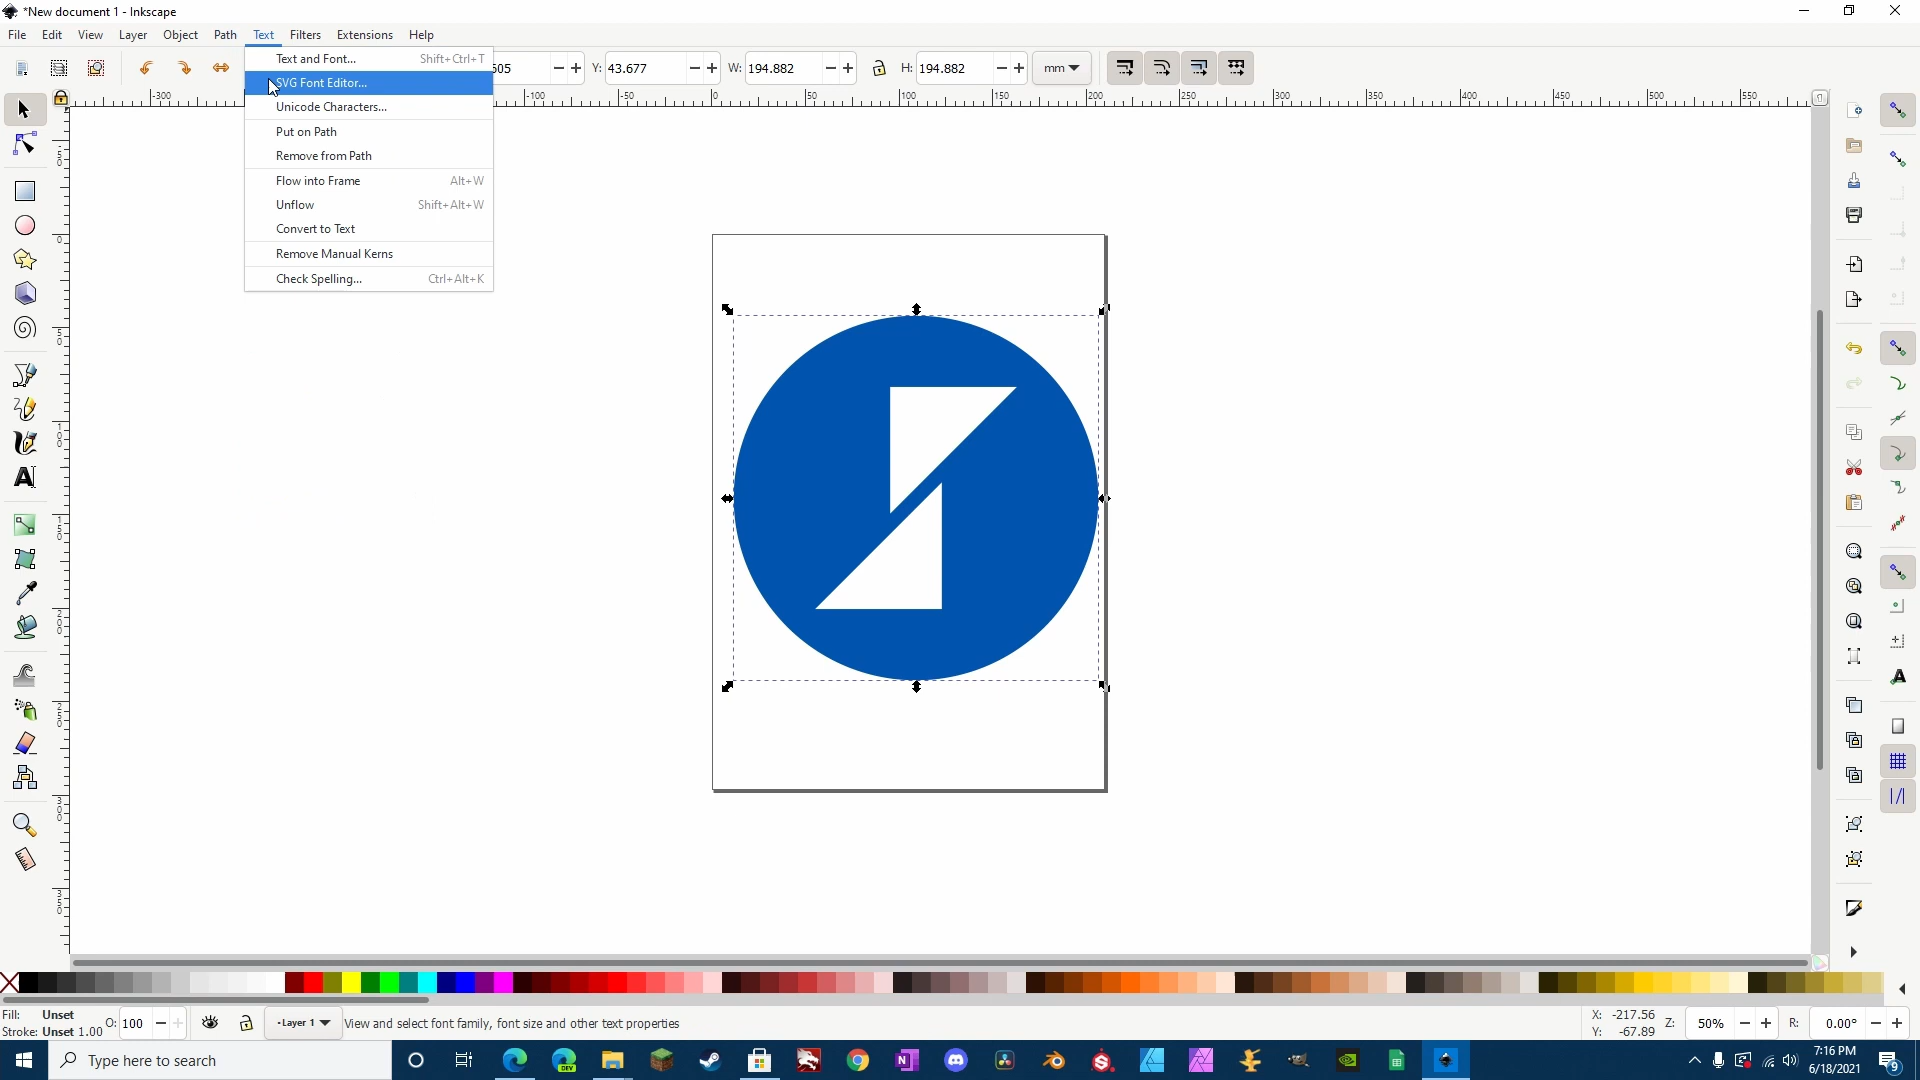 *New document 1 - Inkscape
File Edit View Layer Object Path Text Filters Extensions Help
505 Y: 43.677 W: 194.882 H: 194.882 mm
Text and Font... Shift+Ctrl+T
SVG Font Editor...
Unicode Characters...
Put on Path
Remove from Path
Flow into Frame Alt+W
Unflow Shift+Alt+W
Convert to Text
Remove Manual Kerns
Check Spelling... Ctrl+Alt+K
-300 -100 -50 0 50 100 150 200 250 300 350 400 450 500 550
Fill: Unset
Stroke: Unset 1.00 O: 100 -Layer 1 View and select font family, font size and other text properties
X: -217.56
Y: -67.89
Z: 50% R: 0.00°
Type here to search
DEV
7:16 PM
6/18/2021
9